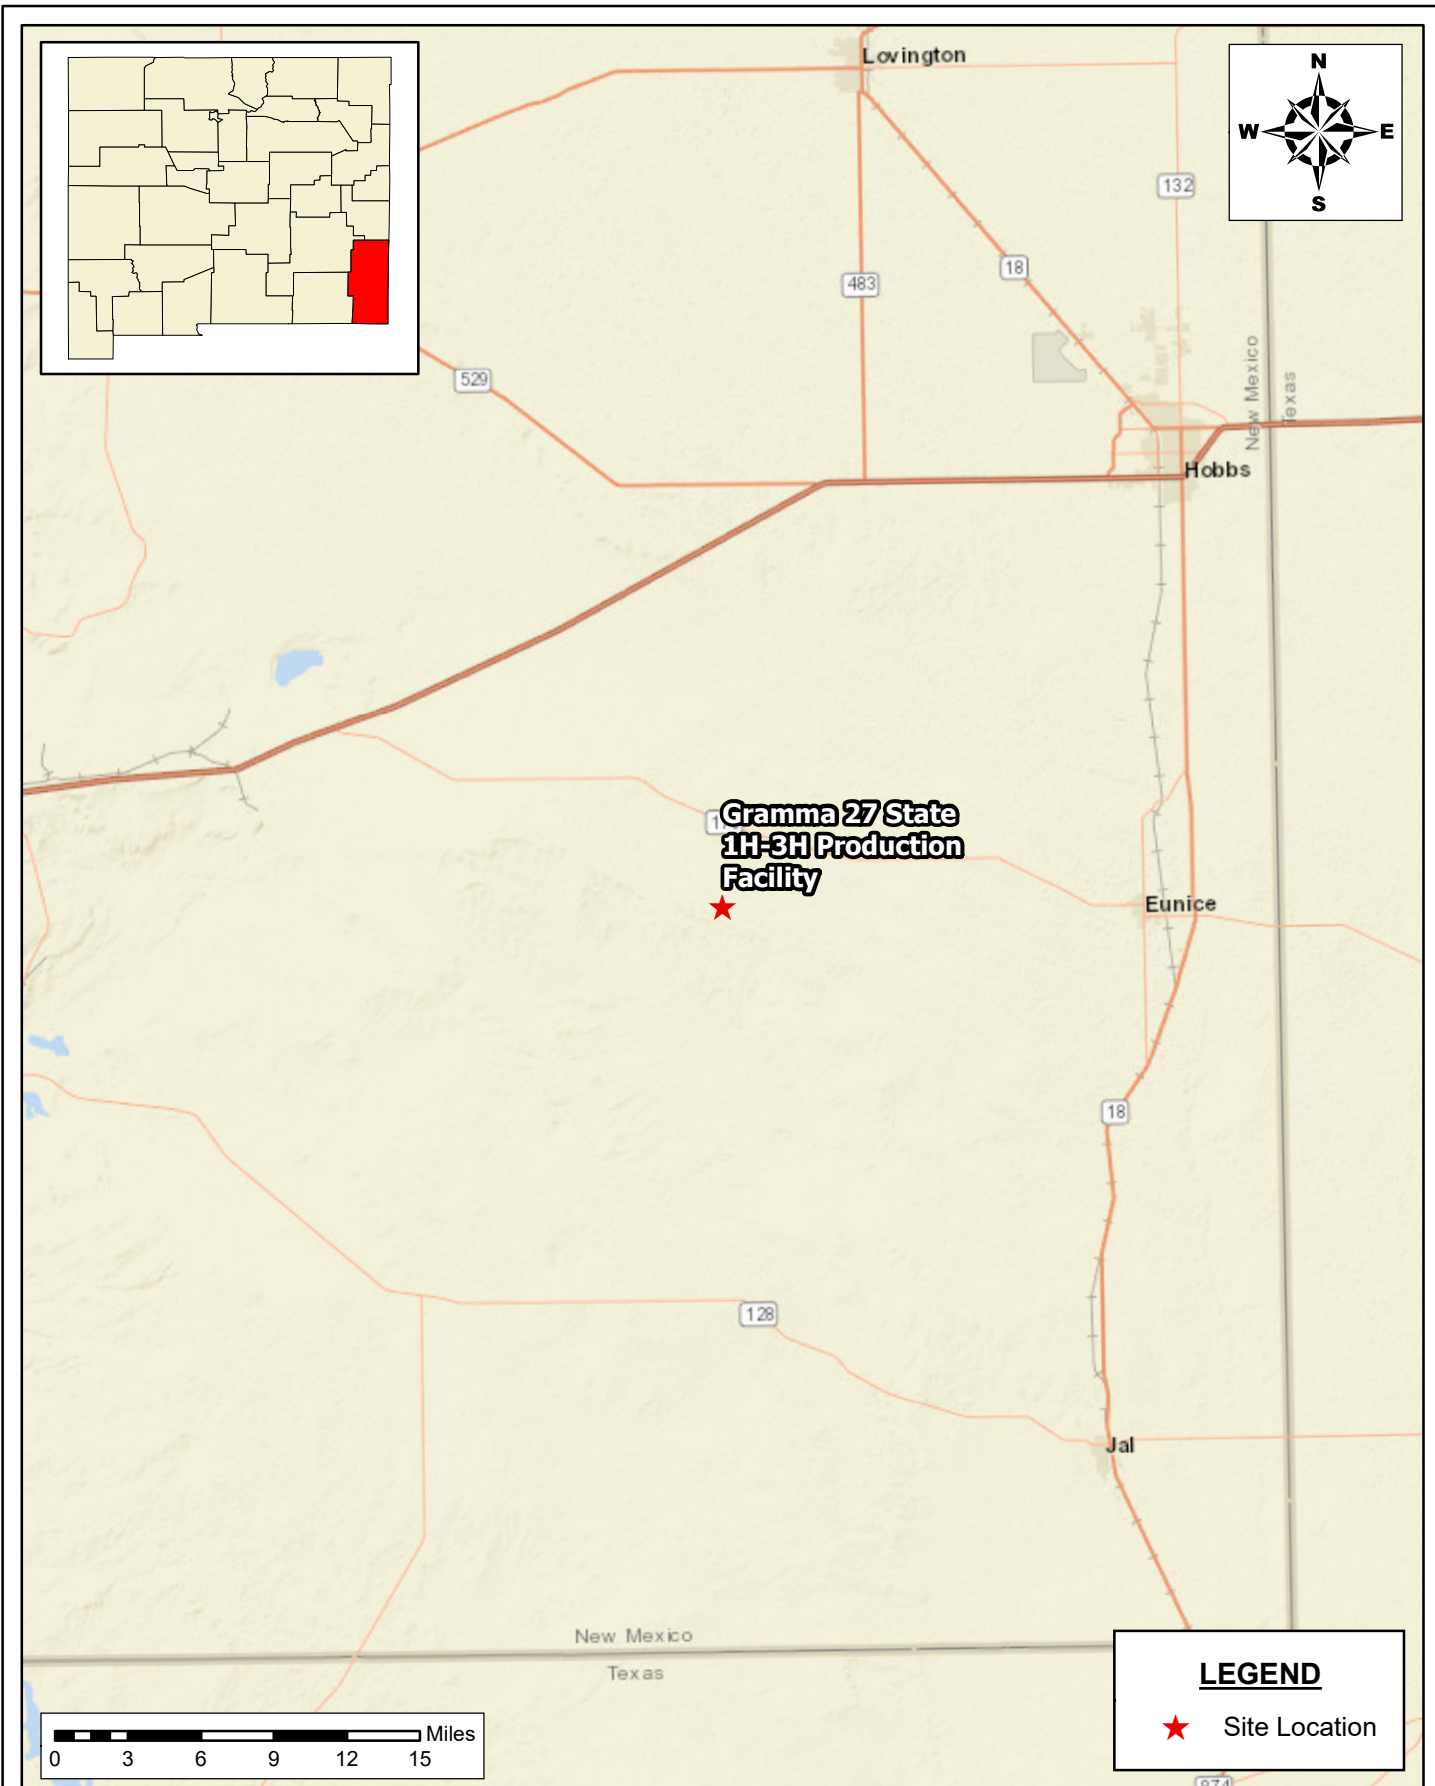 Lovington
N
W E
S
132
18
483
529
New Mexico
Texas
Hobbs
Gramma 27 State
1H-3H Production
Facility
Eunice
18
128
Jal
New Mexico
Texas
LEGEND
Site Location
Miles
0 3 6 9 12 15